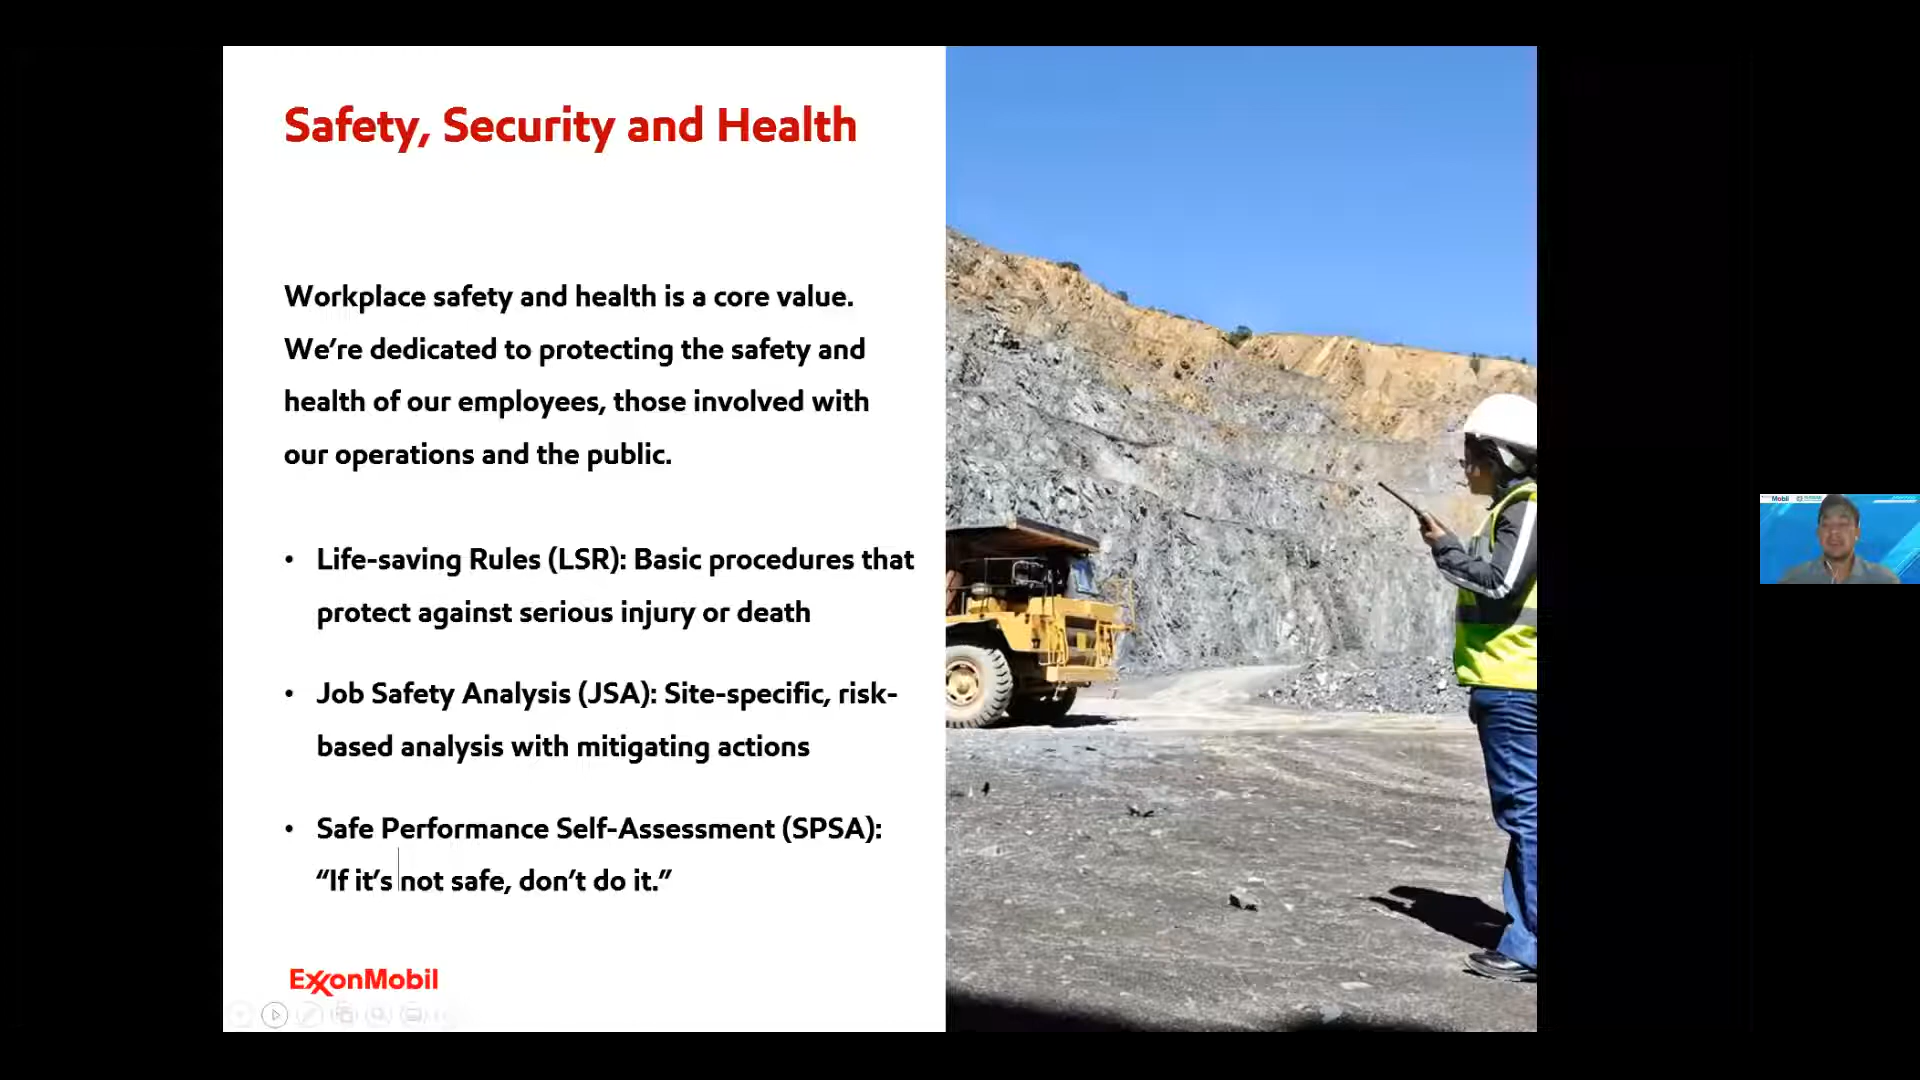 Safety, Security and Health
Workplace safety and health is a core value.
We’re dedicated to protecting the safety and
health of our employees, those involved with
our operations and the public.
• Life-saving Rules (LSR): Basic procedures that
protect against serious injury or death
• Job Safety Analysis (JSA): Site-specific, risk-
based analysis with mitigating actions
• Safe Performance Self-Assessment (SPSA):
“If it’s not safe, don’t do it.”
ExxonMobil
Mobil